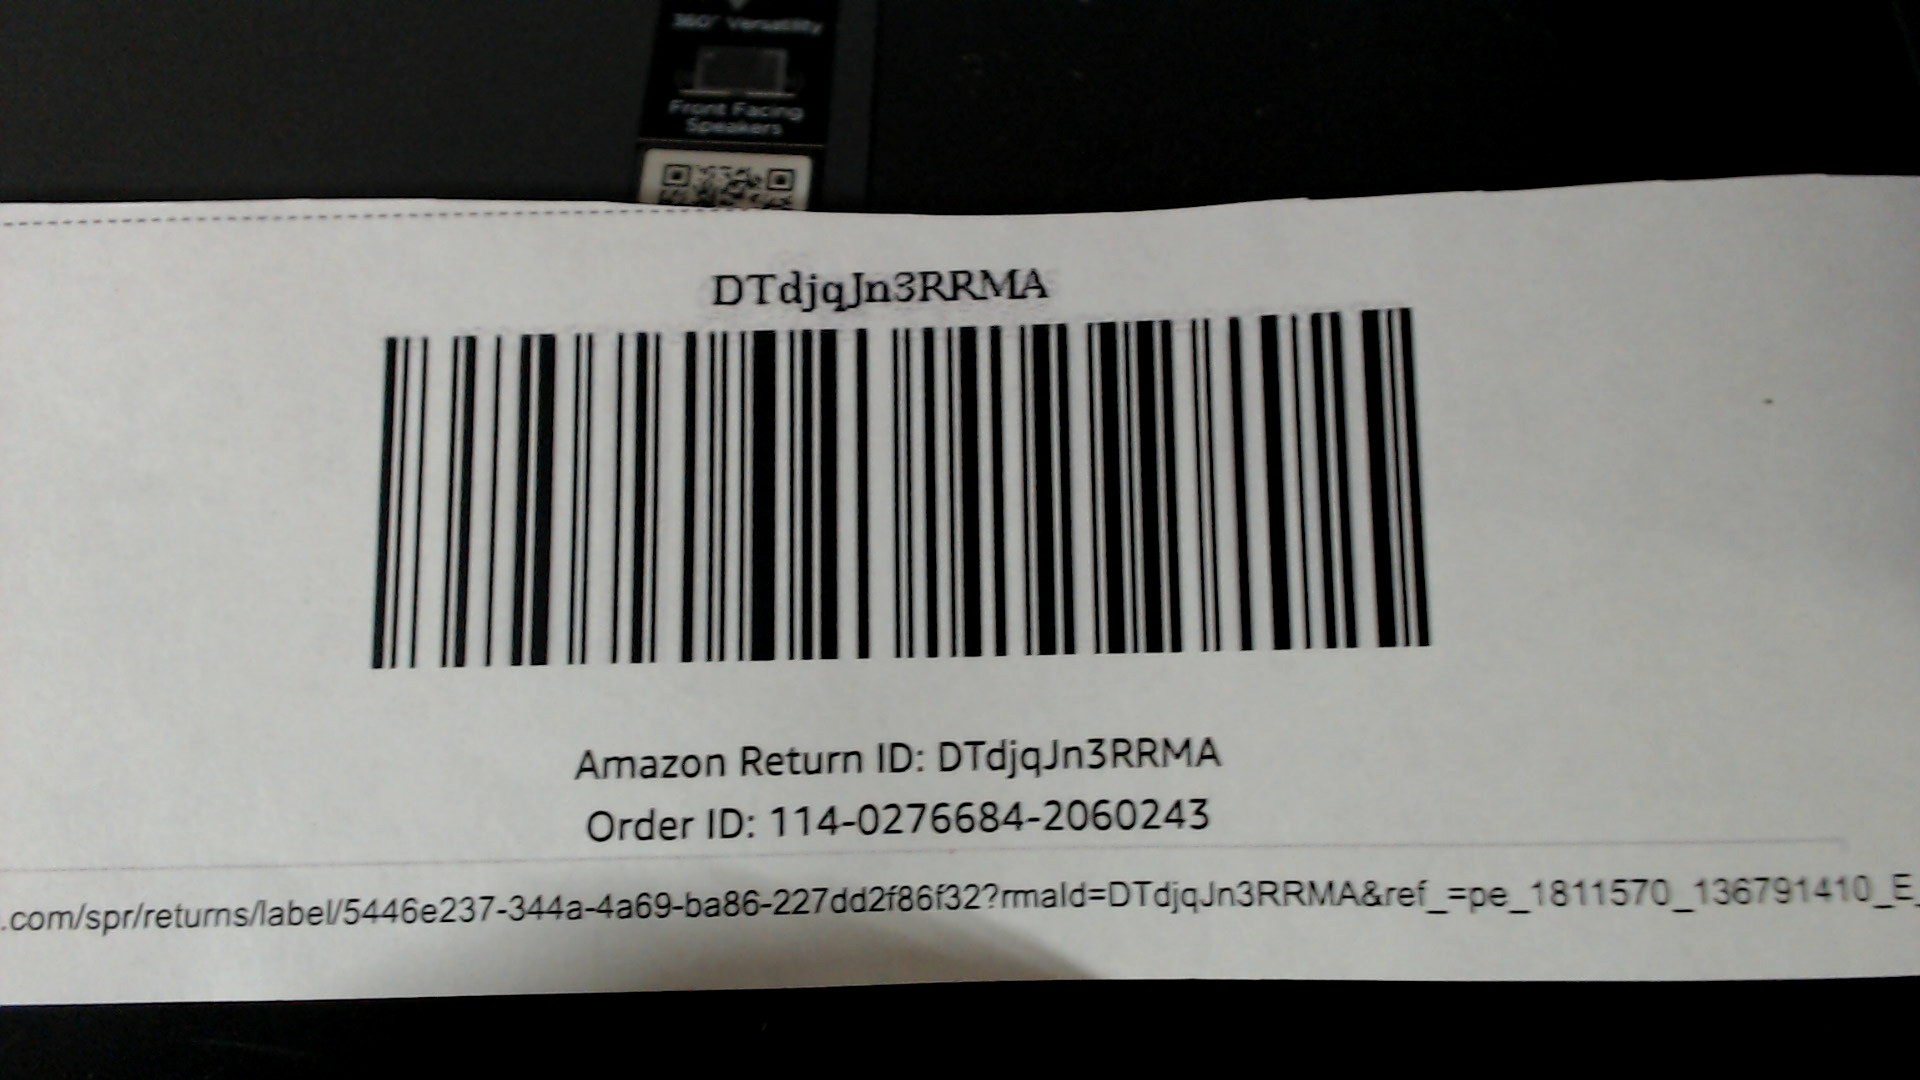 360° Versatility
Front Facing
Speakers
DTdjqJn3RRMA
Amazon Return ID: DTdjqJn3RRMA
Order ID: 114-0276684-2060243
.com/spr/returns/label/5446e237-344a-4a69-ba86-227dd2f86f32?rmaId=DTdjqJn3RRMA&ref_=pe_1811570_136791410_E_